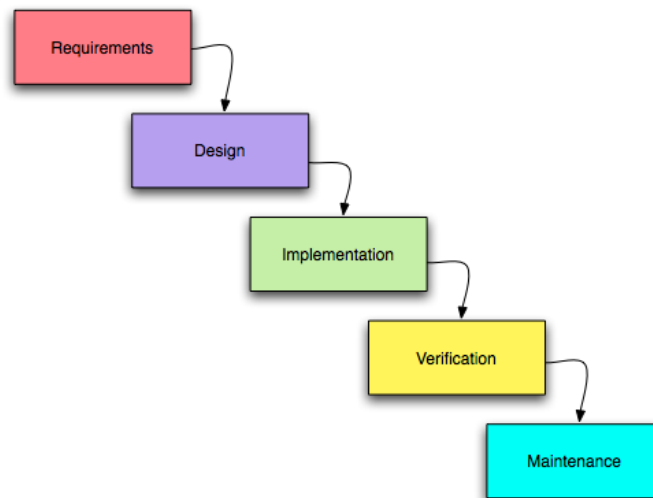 Requirements
Design
Implementation
Verification
Maintenance